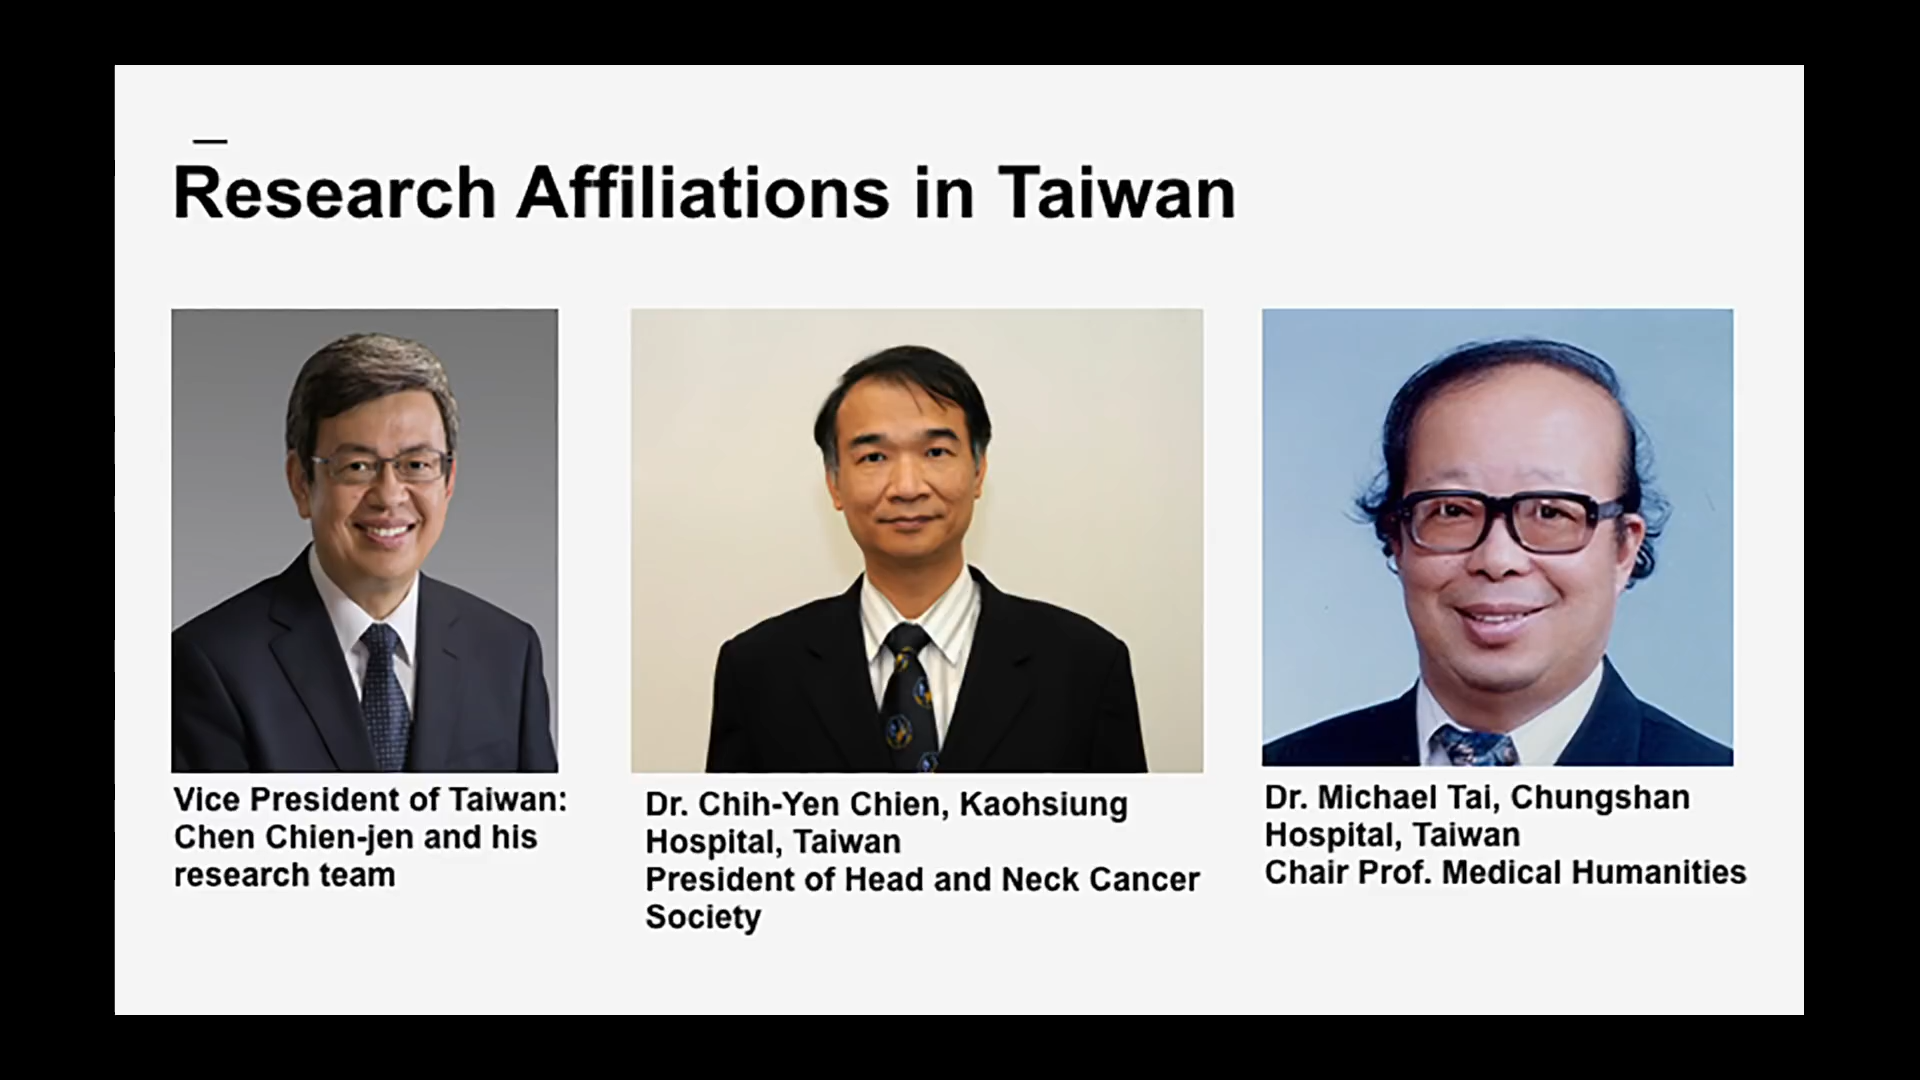 Research Affiliations in Taiwan
Vice President of Taiwan:
Chen Chien-jen and his
research team
Dr. Chih-Yen Chien, Kaohsiung
Hospital, Taiwan
President of Head and Neck Cancer
Society
Dr. Michael Tai, Chungshan
Hospital, Taiwan
Chair Prof. Medical Humanities